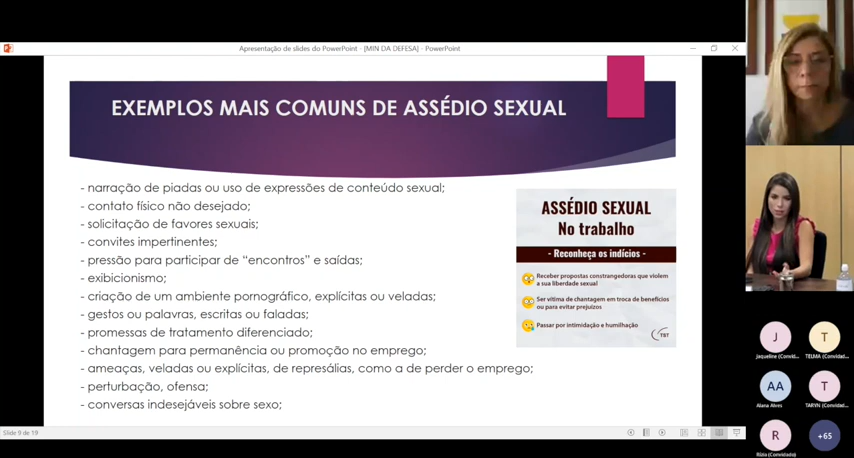 Apresentação de slides do PowerPoint - [MIN DA DEFESA] - PowerPoint
EXEMPLOS MAIS COMUNS DE ASSÉDIO SEXUAL
- narração de piadas ou uso de expressões de conteúdo sexual;
- contato físico não desejado;
- solicitação de favores sexuais;
- convites impertinentes;
- pressão para participar de “encontros” e saídas;
- exibicionismo;
- criação de um ambiente pornográfico, explícitas ou veladas;
- gestos ou palavras, escritas ou faladas;
- promessas de tratamento diferenciado;
- chantagem para permanência ou promoção no emprego;
- ameaças, veladas ou explícitas, de represálias, como a de perder o emprego;
- perturbação, ofensa;
- conversas indesejáveis sobre sexo;
ASSÉDIO SEXUAL
No trabalho
- Reconheça os indícios -
Receber propostas constrangedoras que violem
a sua liberdade sexual
Ser vítima de chantagem em troca de benefícios
ou para evitar prejuízos
Passar por intimidação e humilhação
TST
Slide 9 de 19
J
Jaqueline (Convid...
T
TELMA (Convidad...
AA
Alana Alves
T
TARYN (Convidad...
R
Rízia (Convidado)
+65